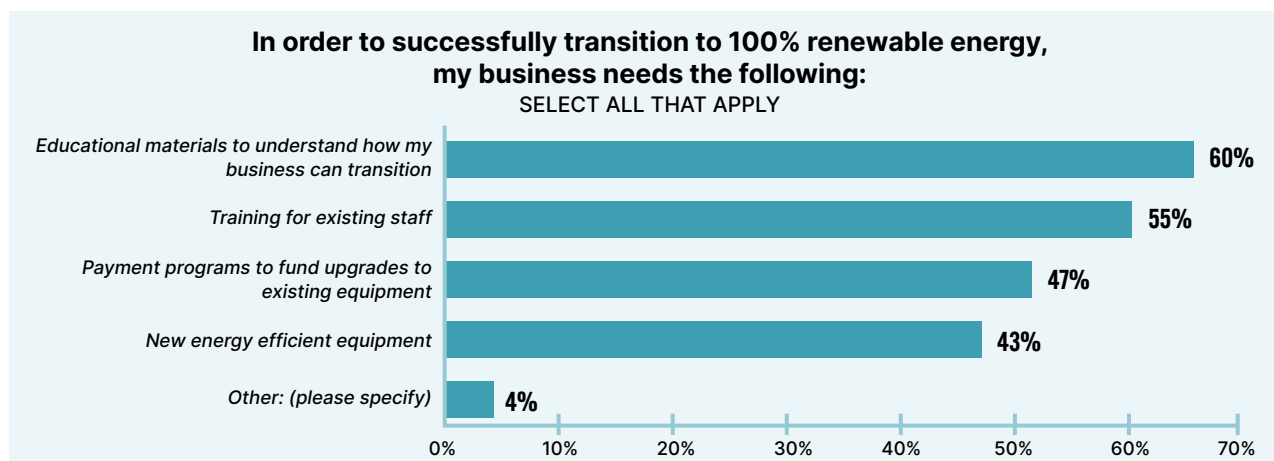 In order to successfully transition to 100% renewable energy,
my business needs the following:
SELECT ALL THAT APPLY
Educational materials to understand how my
business can transition
60%
Training for existing staff
55%
Payment programs to fund upgrades to
existing equipment
47%
New energy efficient equipment
43%
Other: (please specify)
4%
0% 10% 20% 30% 40% 50% 60% 70%